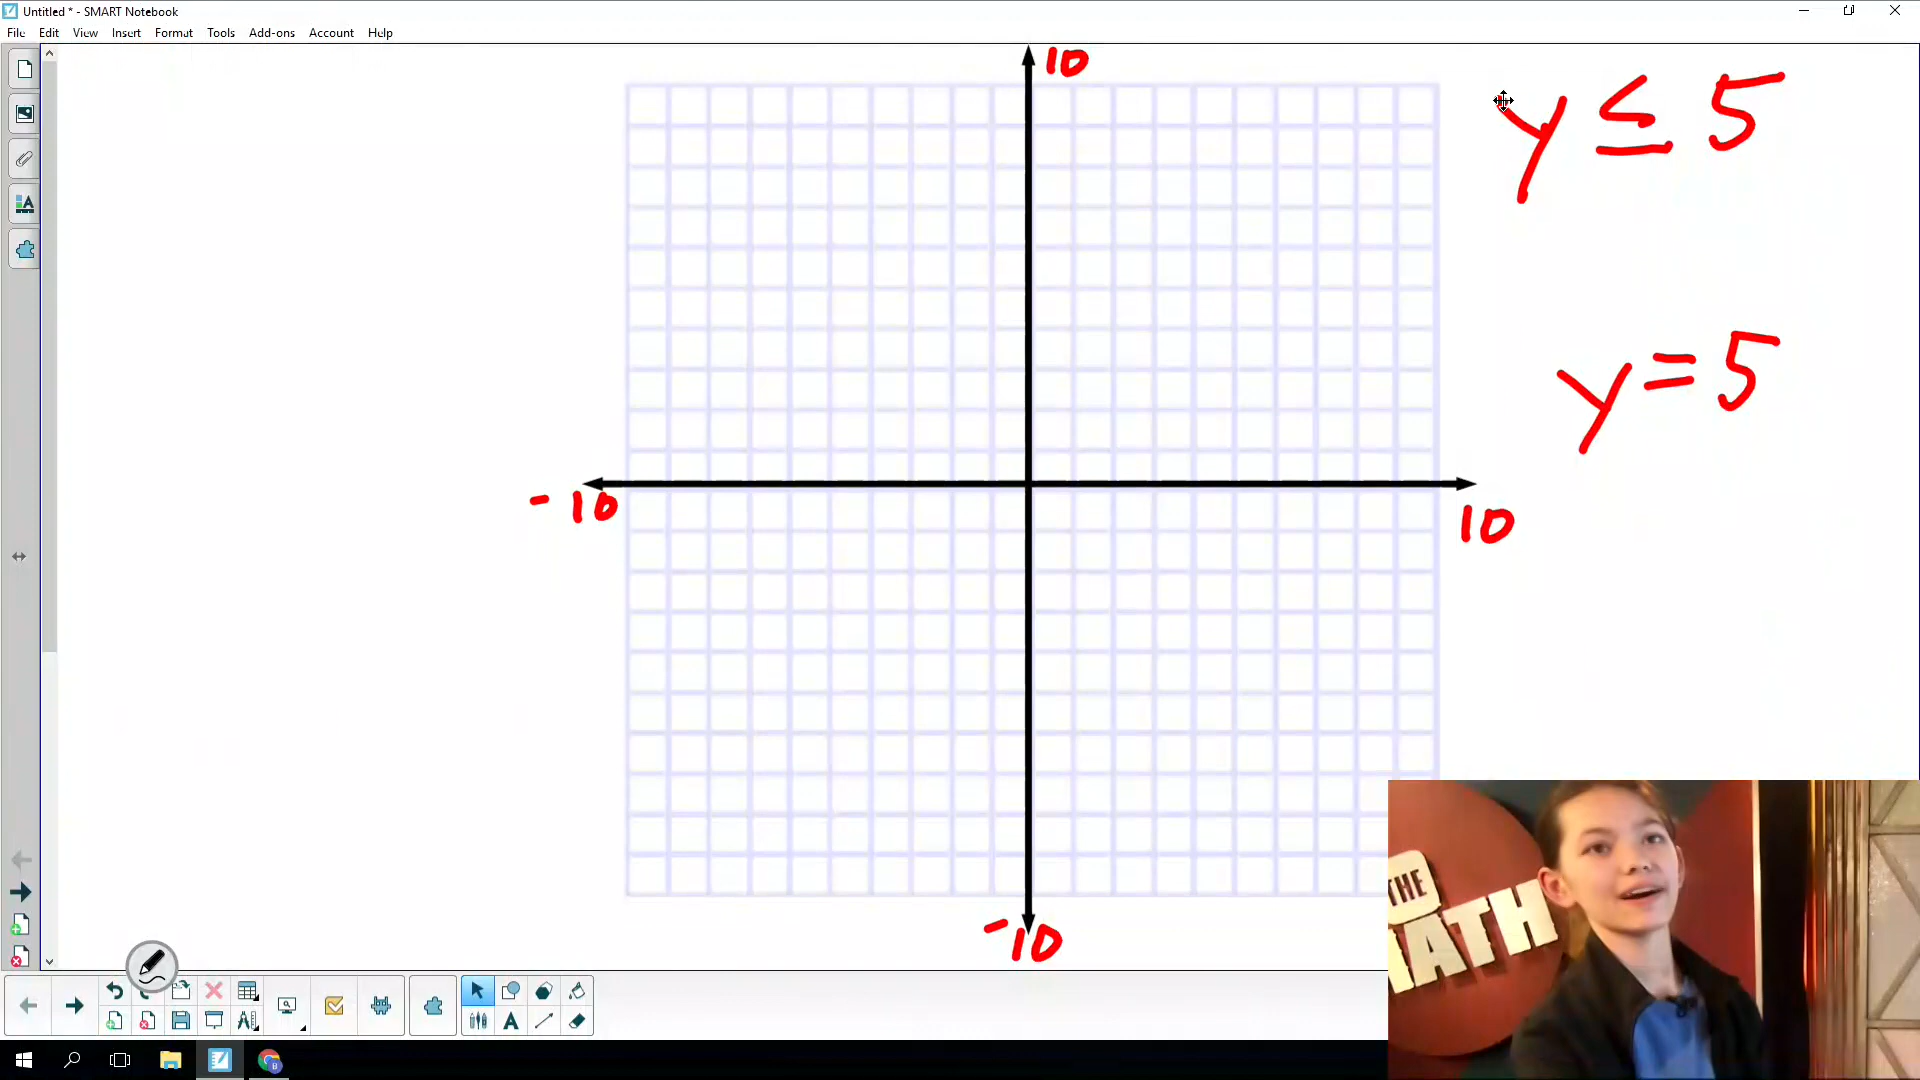 Untitled * - SMART Notebook
File Edit View Insert Format Tools Add-ons Account Help
10
y ≤ 5
y = 5
-10
10
-10
THE
MATH